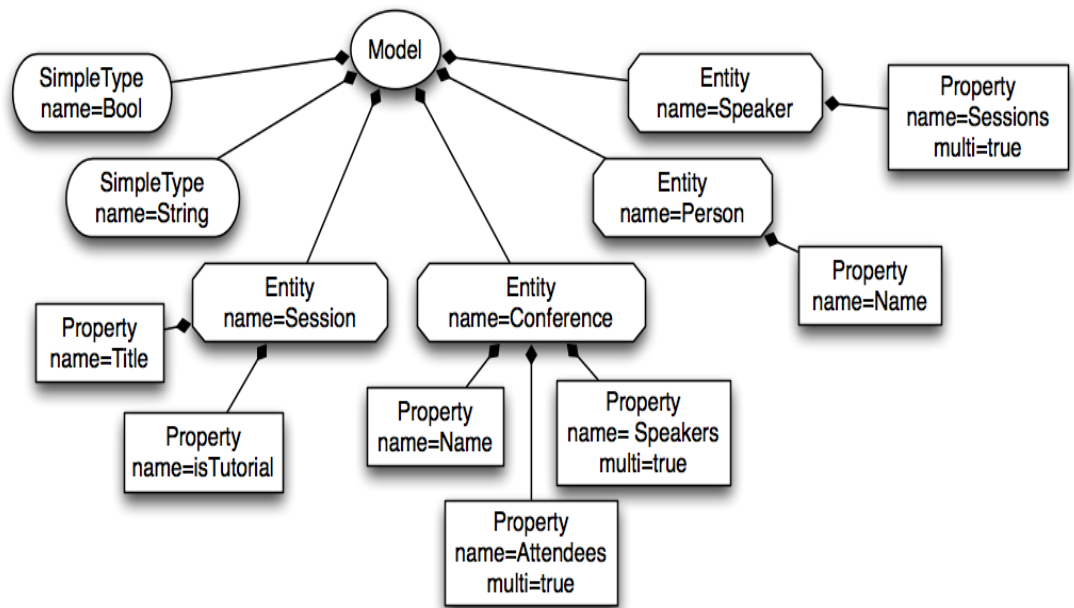 Model
SimpleType
name=Bool
Entity
name=Speaker
Property
name=Sessions
multi=true
SimpleType
name=String
Entity
name=Person
Property
name=Name
Entity
name=Session
Entity
name=Conference
Property
name=Title
Property
name=isTutorial
Property
name=Name
Property
name= Speakers
multi=true
Property
name=Attendees
multi=true